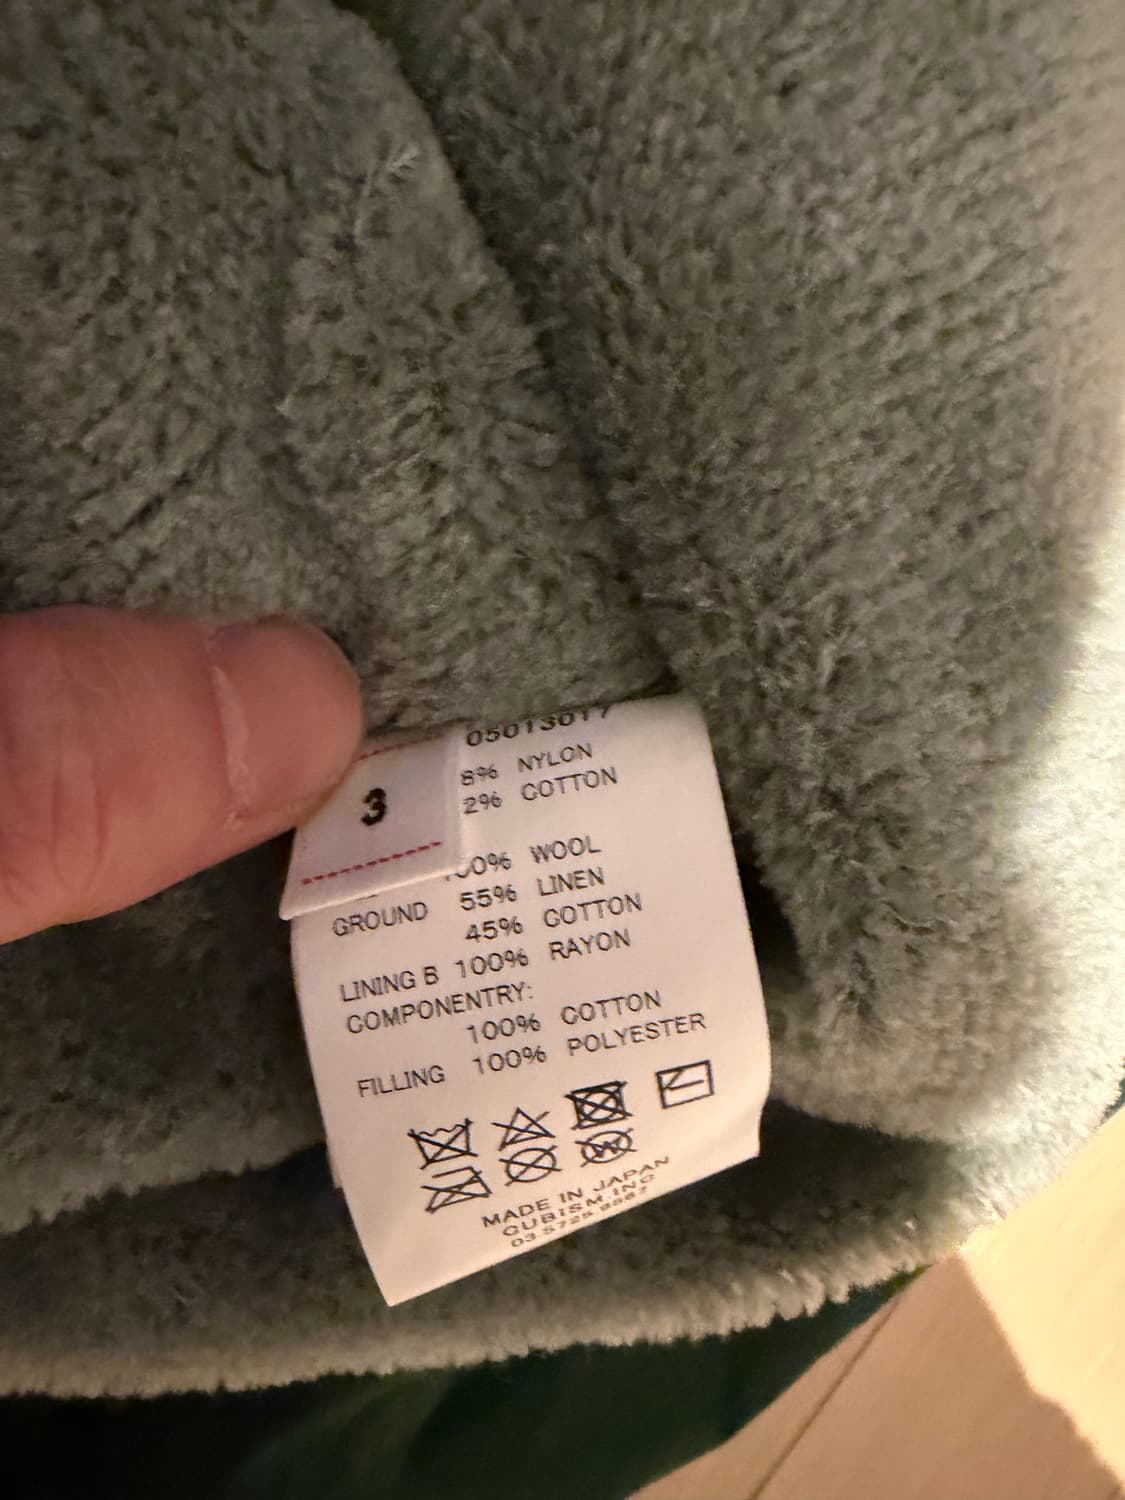 05013017
3
8% NYLON
2% COTTON
00% WOOL
GROUND 55% LINEN
45% COTTON
LINING B 100% RAYON
COMPONENTRY:
100% COTTON
FILLING 100% POLYESTER
MADE IN JAPAN
CUBISM.INC